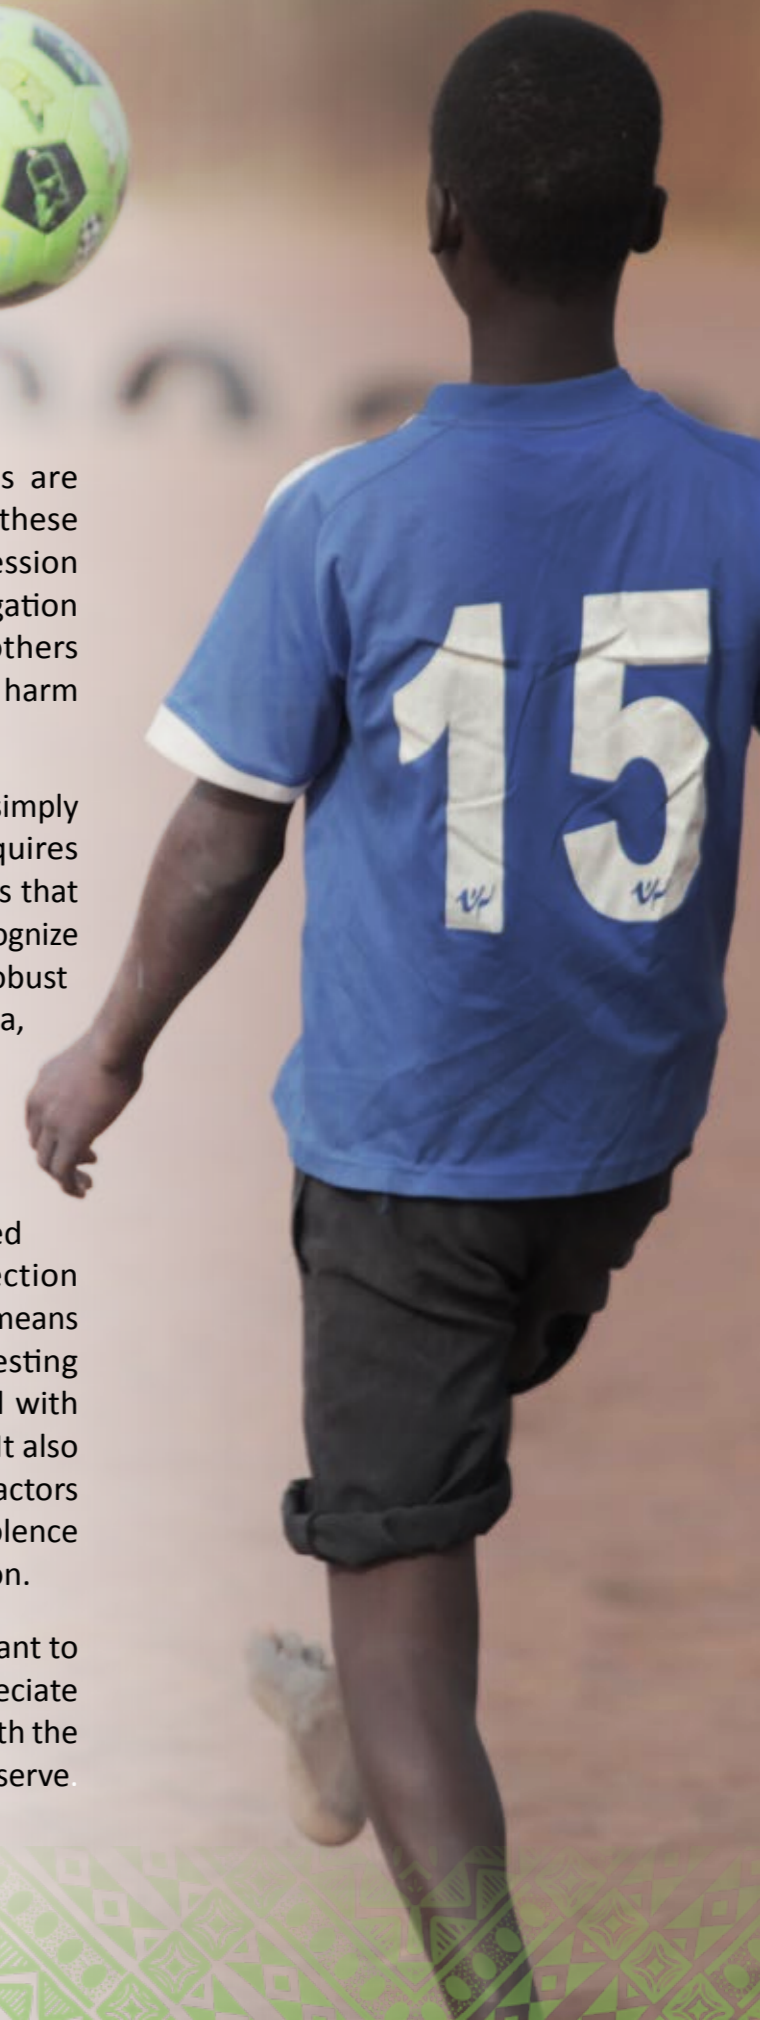 s are
these
ession
gation
others
harm
simply
quires
s that
ognize
obust
a,
ed
ection
means
esting
l with
It also
actors
olence
on.
ant to
eciate
th the
serve.
15